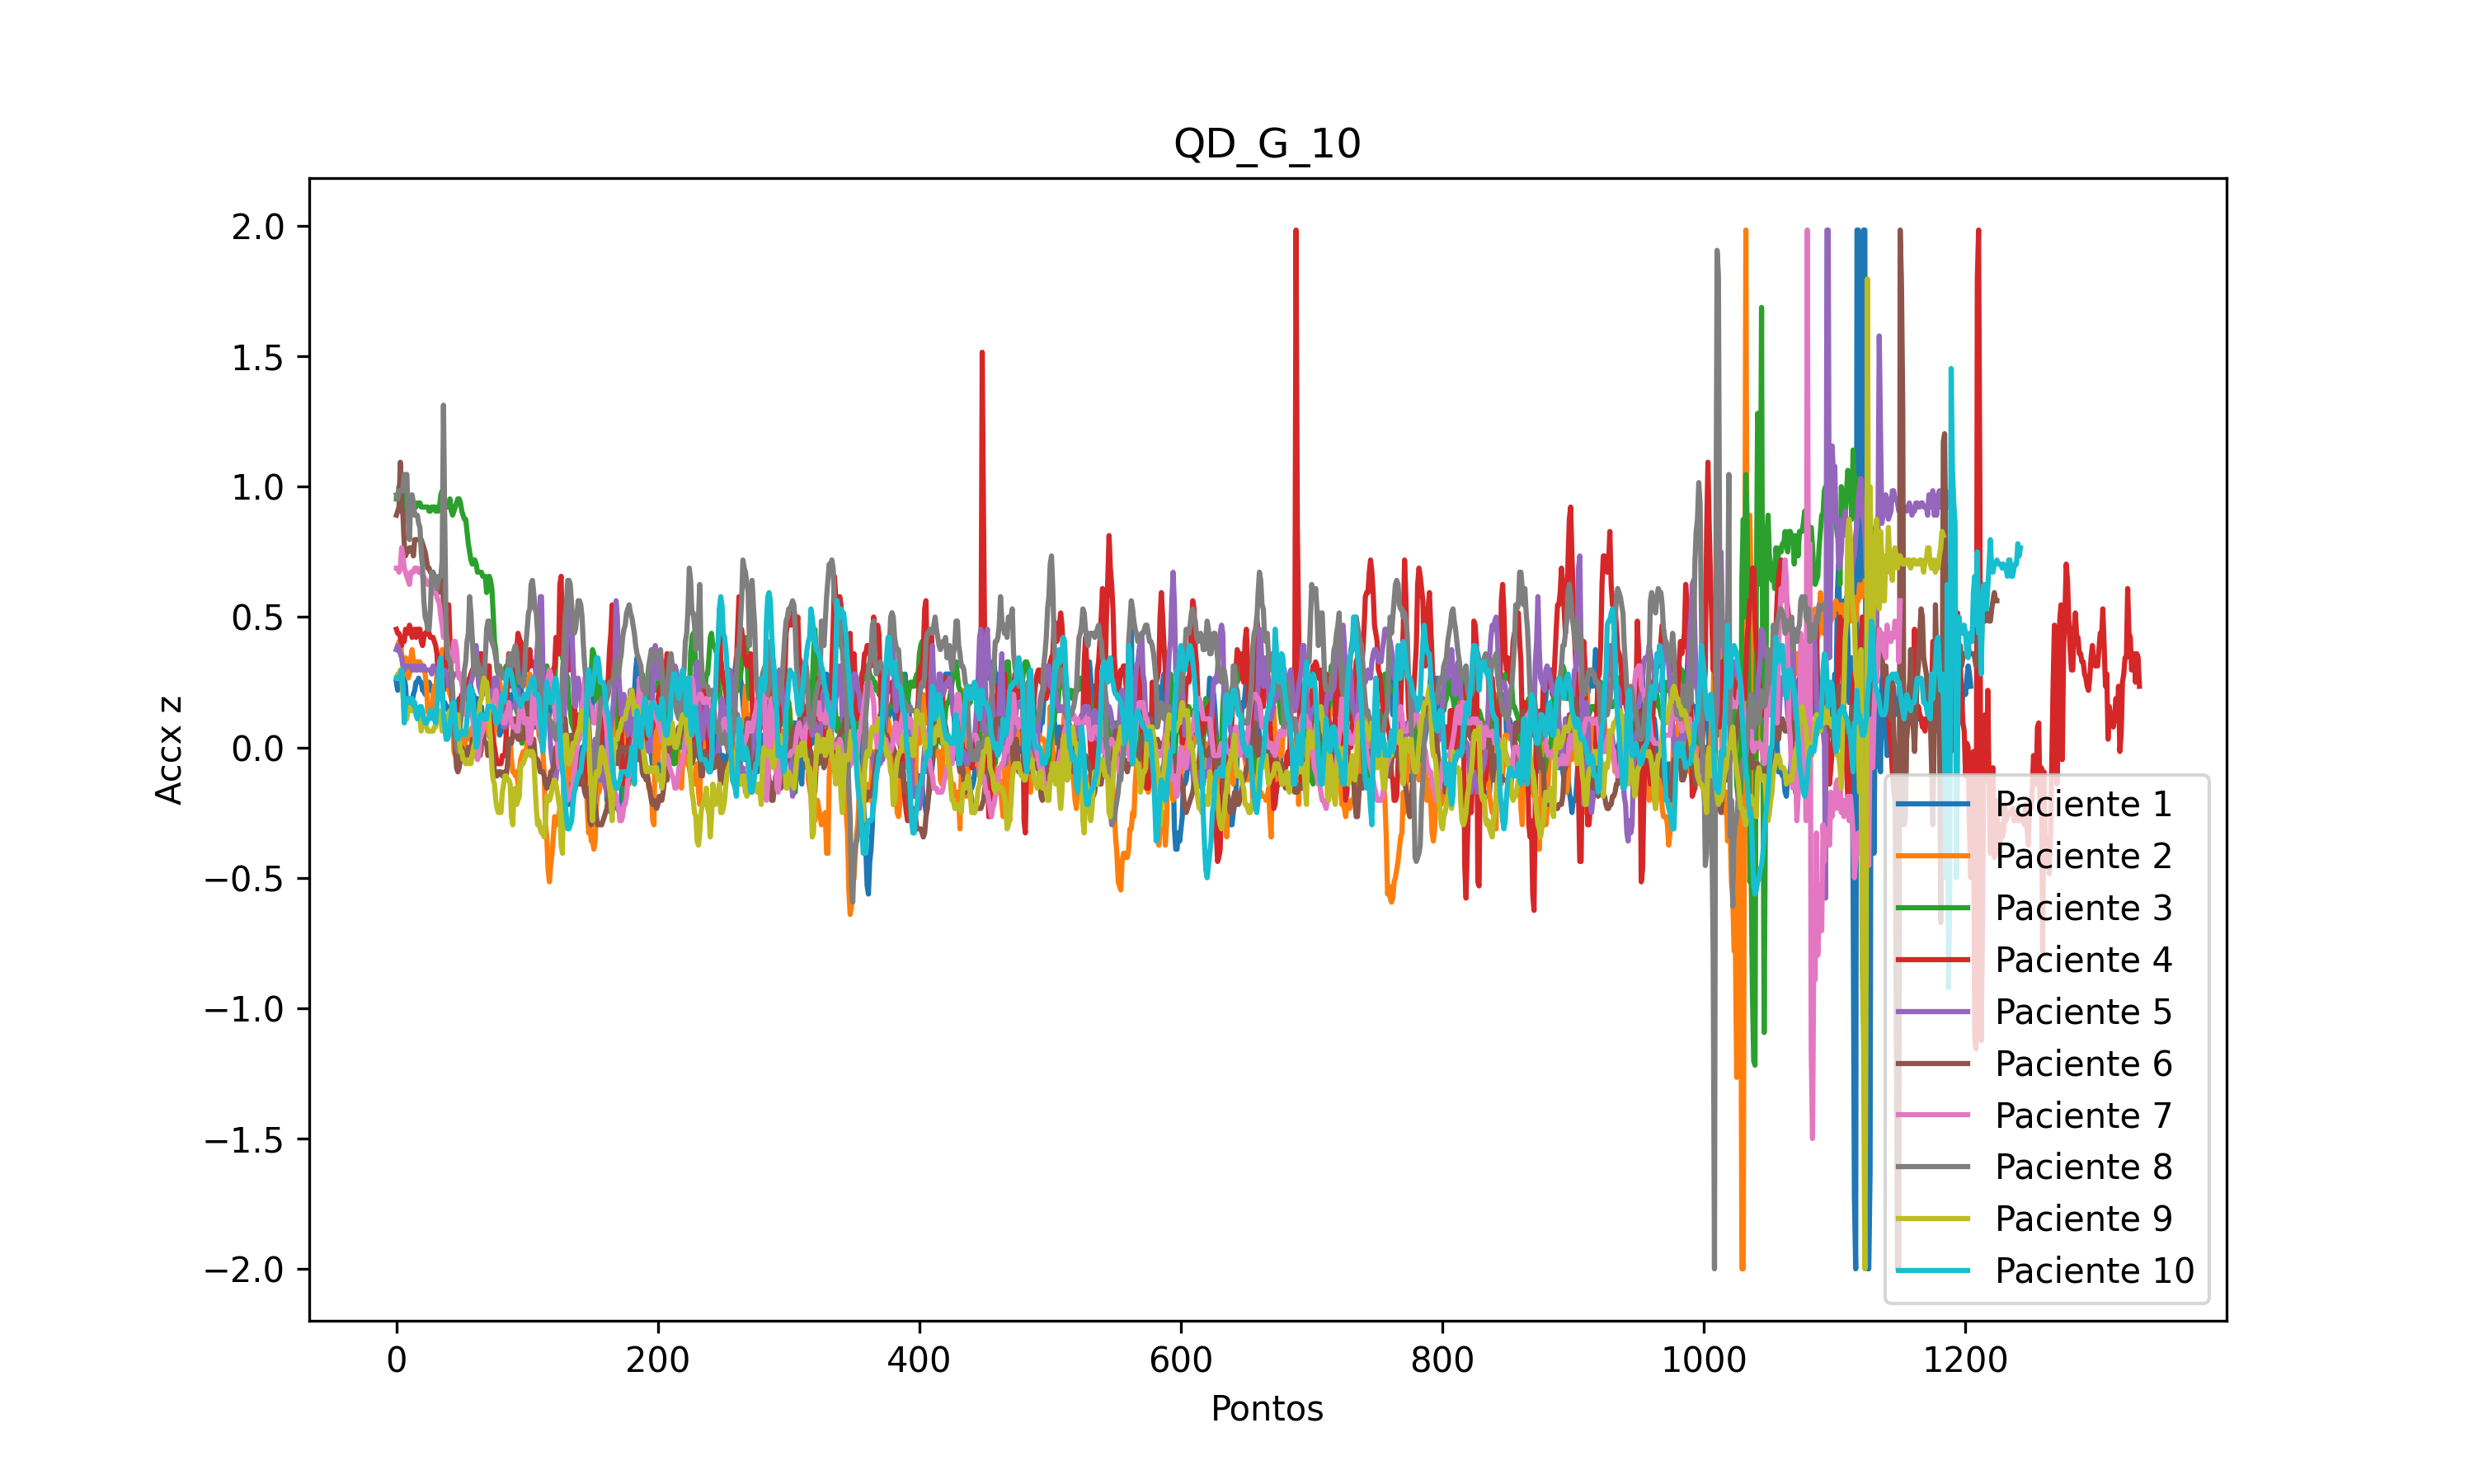 QD_G_10
Accx z
2.0
1.5
1.0
0.5
0.0
−0.5
−1.0
−1.5
−2.0
0 200 400 600 800 1000 1200
Pontos
Paciente 1
Paciente 2
Paciente 3
Paciente 4
Paciente 5
Paciente 6
Paciente 7
Paciente 8
Paciente 9
Paciente 10